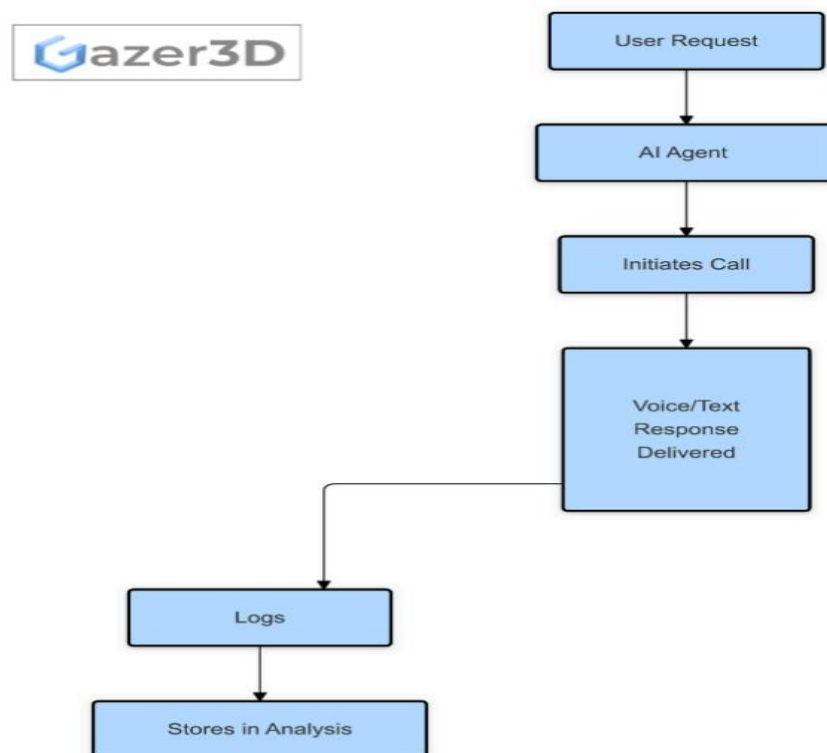 Gazer3D
User Request
AI Agent
Initiates Call
Voice/Text
Response
Delivered
Logs
Stores in Analysis